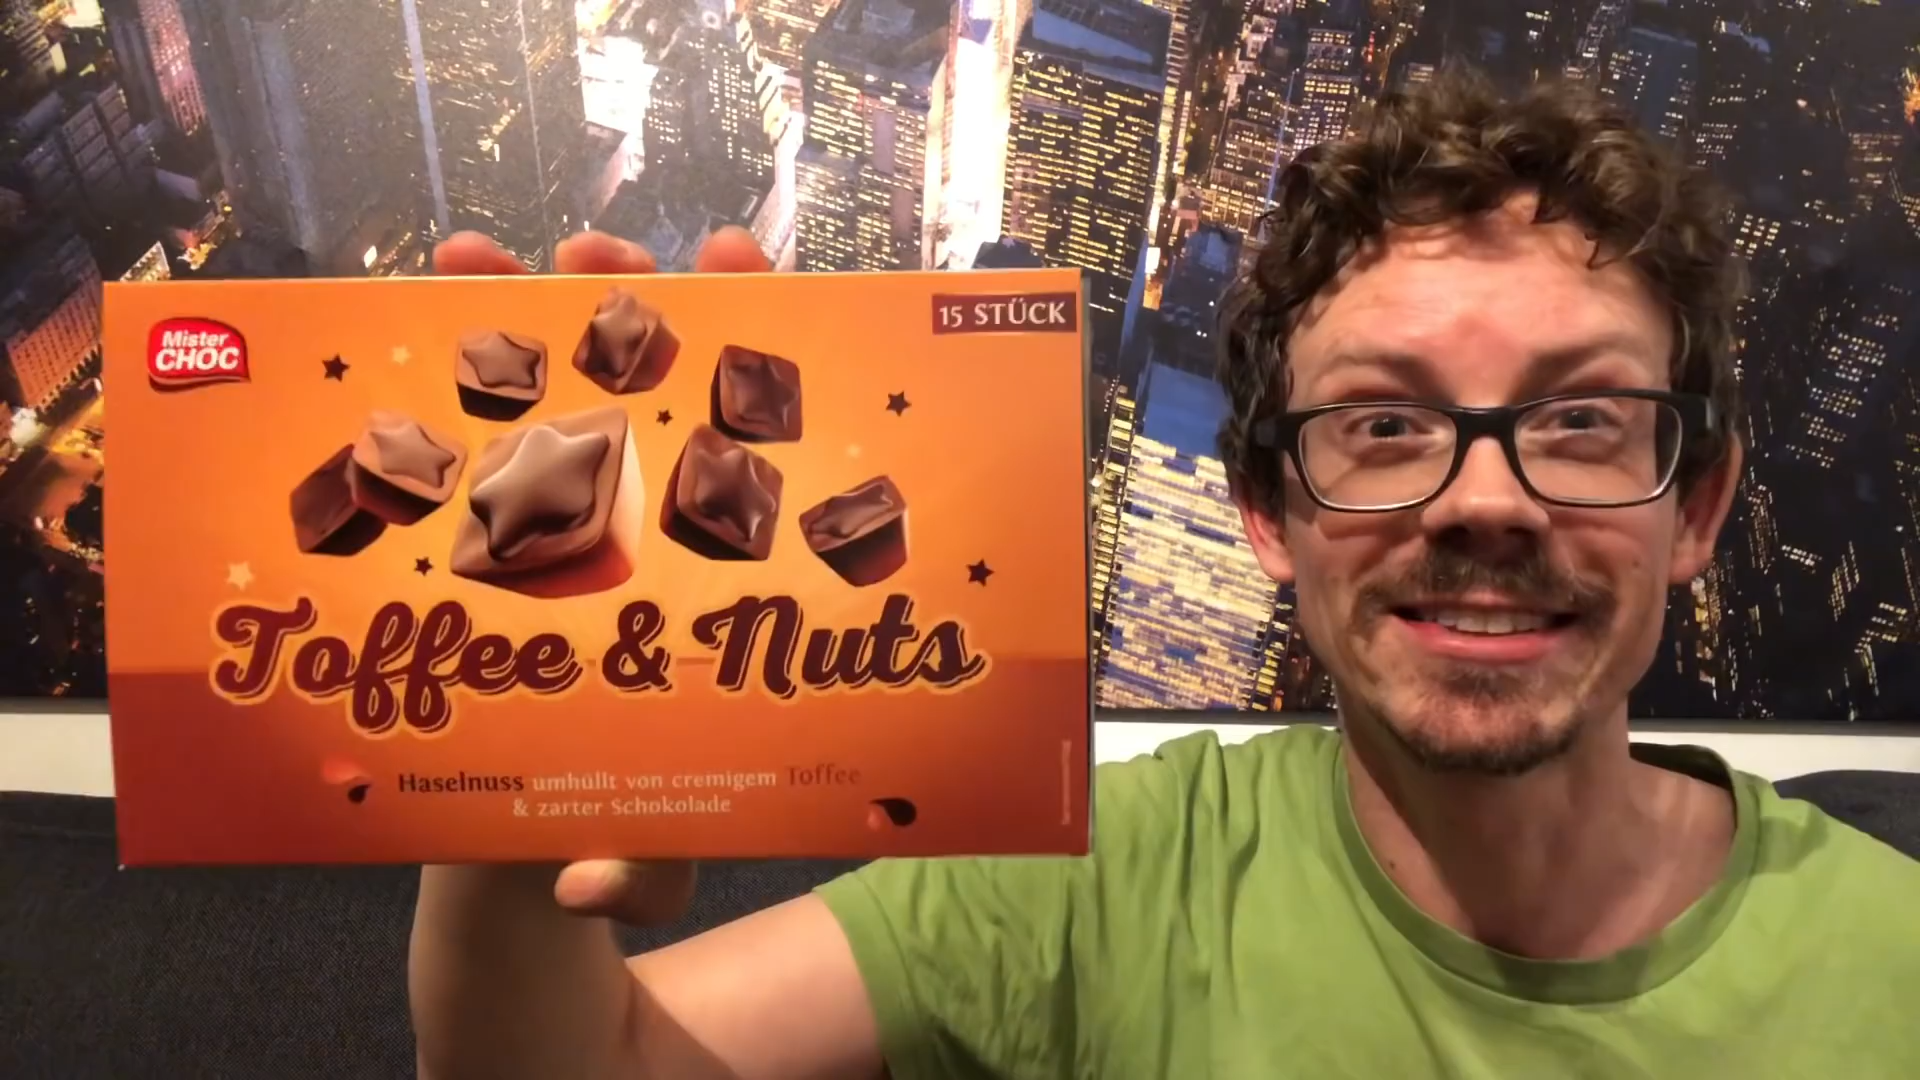 Mister
CHOC
15 STÜCK
Toffee & Nuts
Haselnuss umhüllt von cremigem Toffee
& zarter Schokolade